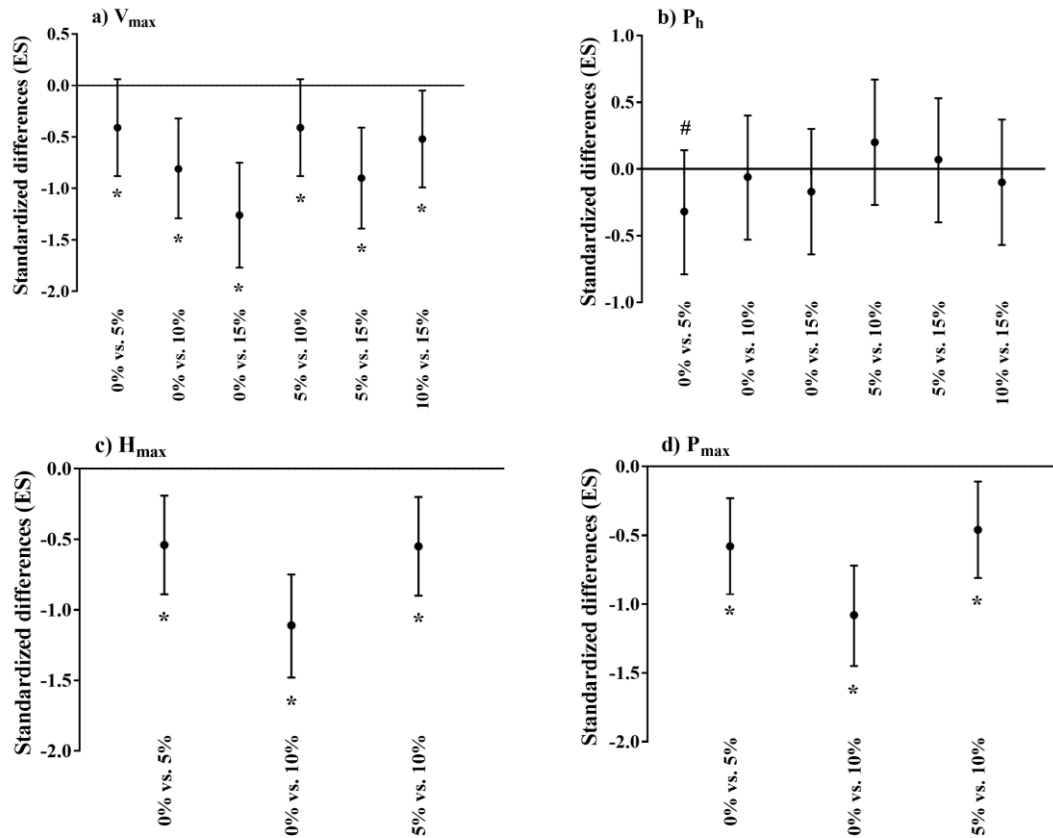 a) Vmax
Standardized differences (ES)
0.5
0.0
-0.5
-1.0
-1.5
-2.0
*
*
*
*
*
*
0% vs. 5%
0% vs. 10%
0% vs. 15%
5% vs. 10%
5% vs. 15%
10% vs. 15%
b) Ph
Standardized differences (ES)
1.0
0.5
0.0
-0.5
-1.0
#
0% vs. 5%
0% vs. 10%
0% vs. 15%
5% vs. 10%
5% vs. 15%
10% vs. 15%
c) Hmax
Standardized differences (ES)
0.0
-0.5
-1.0
-1.5
-2.0
*
*
*
0% vs. 5%
0% vs. 10%
5% vs. 10%
d) Pmax
Standardized differences (ES)
0.0
-0.5
-1.0
-1.5
-2.0
*
*
*
0% vs. 5%
0% vs. 10%
5% vs. 10%